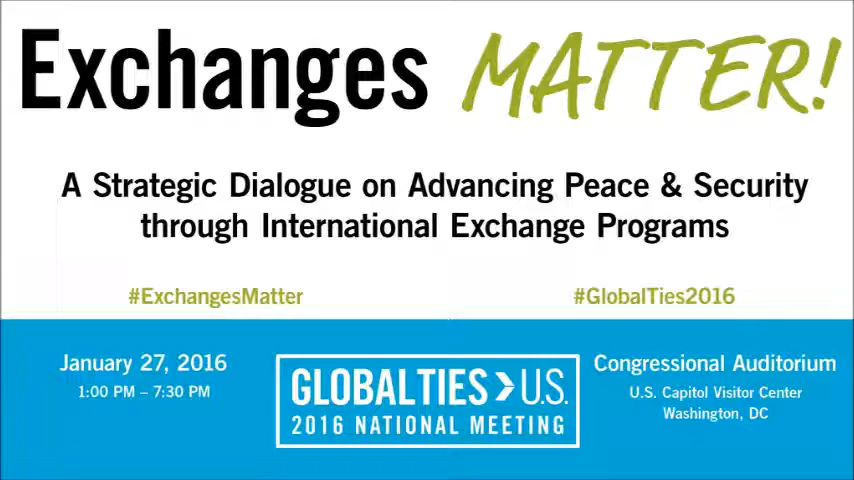 Exchanges MATTER!
A Strategic Dialogue on Advancing Peace & Security
through International Exchange Programs
#ExchangesMatter
#GlobalTies2016
January 27, 2016
1:00 PM – 7:30 PM
GLOBALTIES U.S.
2016 NATIONAL MEETING
Congressional Auditorium
U.S. Capitol Visitor Center
Washington, DC